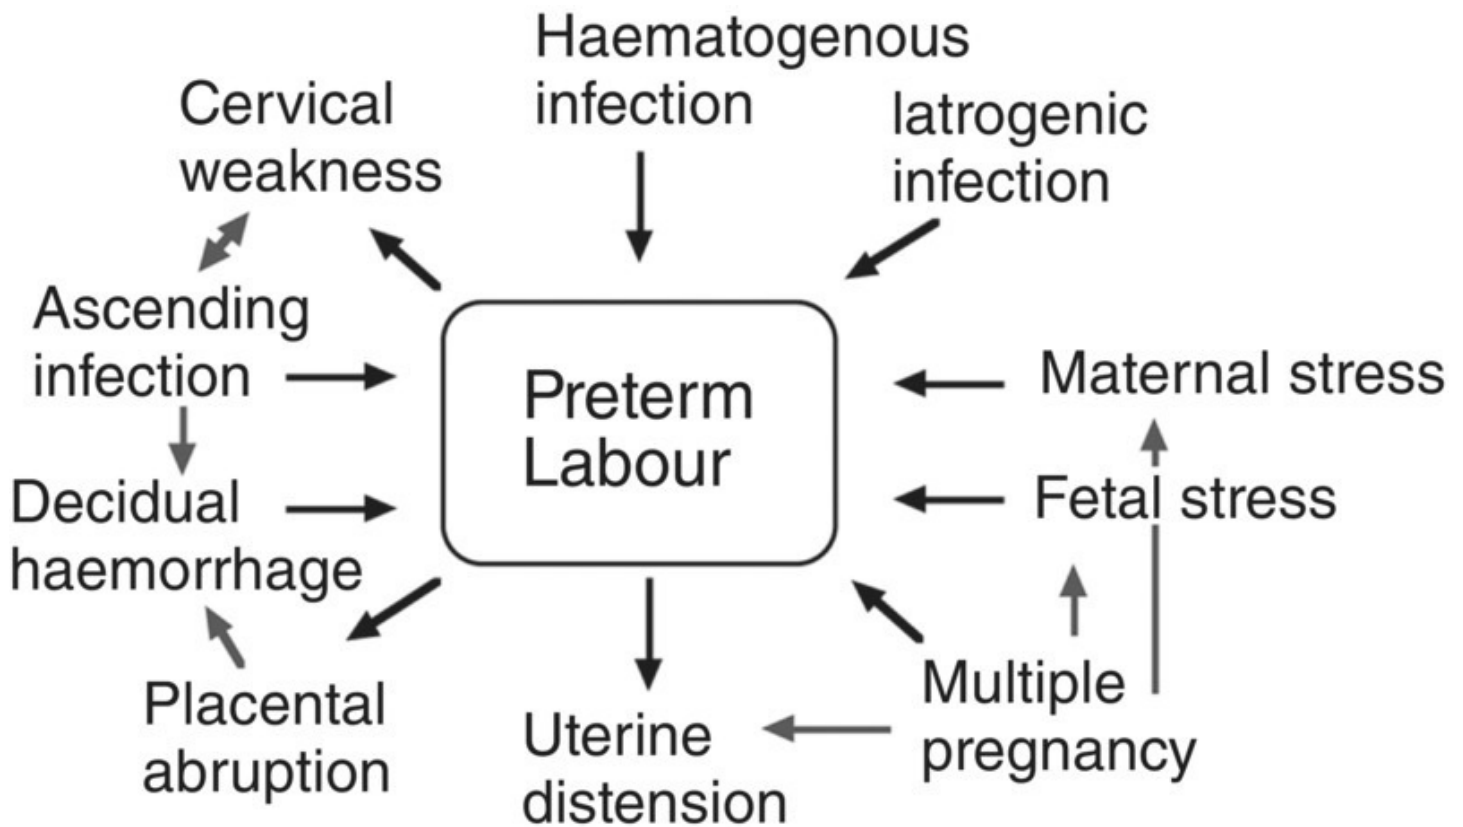 Haematogenous
infection
Cervical
weakness
Iatrogenic
infection
Ascending
infection
Preterm
Labour
Maternal stress
Fetal stress
Decidual
haemorrhage
Placental
abruption
Uterine
distension
Multiple
pregnancy